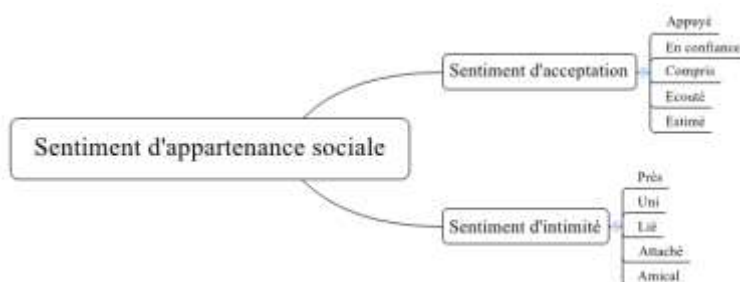 Sentiment d'appartenance sociale
Sentiment d'acceptation
Appuyé
En confiance
Compris
Ecouté
Estimé
Sentiment d'intimité
Près
Uni
Lié
Attaché
Amical